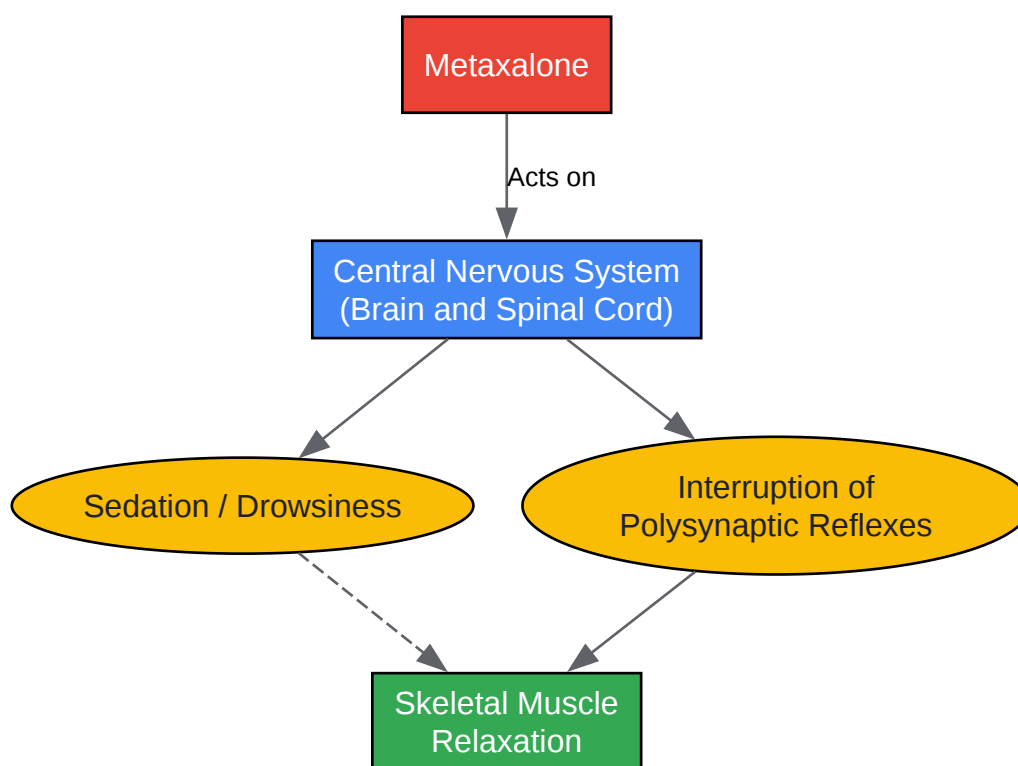 Metaxalone
Acts on
Central Nervous System
(Brain and Spinal Cord)
Sedation / Drowsiness
Interruption of
Polysynaptic Reflexes
Skeletal Muscle
Relaxation